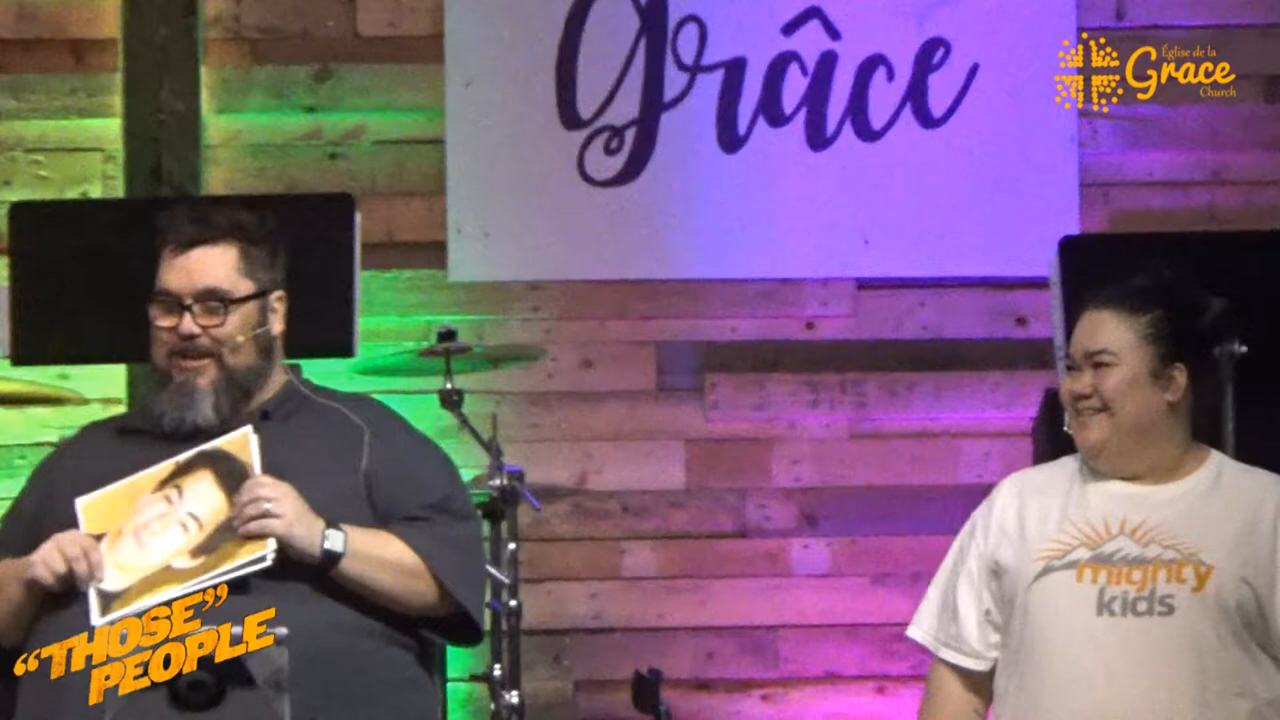 Grâce
Église de la
Grace
Church
mighty
kids
“THOSE”
PEOPLE